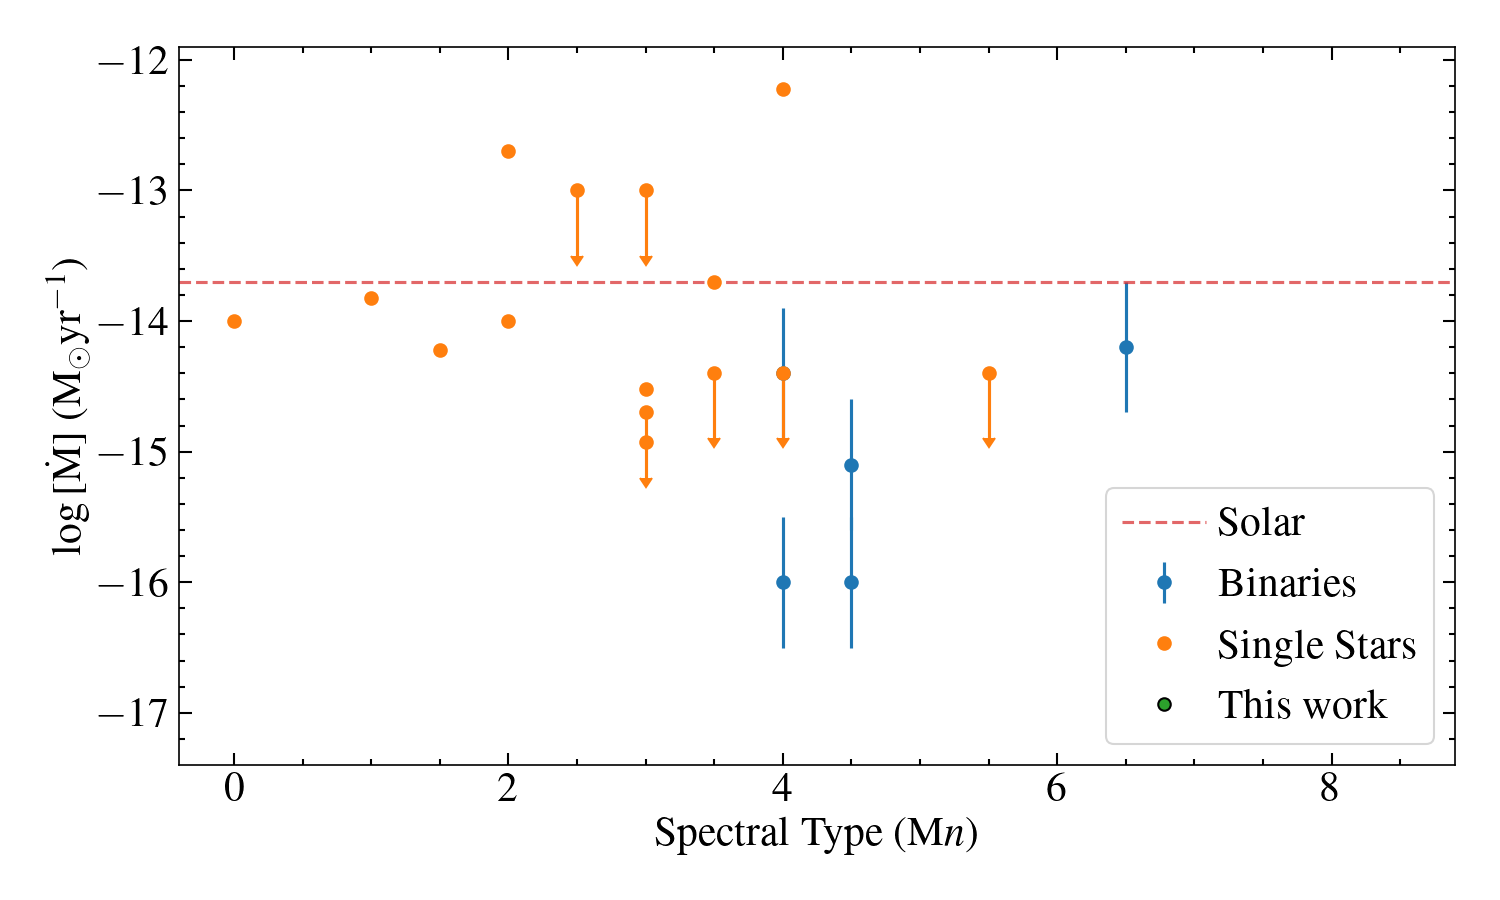 −12
−13
−14
−15
−16
−17
log [Ṁ] (M☉yr⁻¹)
Solar
Binaries
Single Stars
This work
0 2 4 6 8
Spectral Type (Mn)